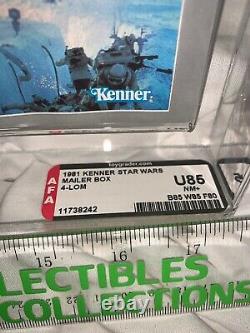 Kenner
toygrader.com
AFA
1981 KENNER STAR WARS
MAILER BOX
4-LOM
11738242
U85
NM+
B85 W85 F80
15 16 17
LECTIBLES
COLLECTIONS